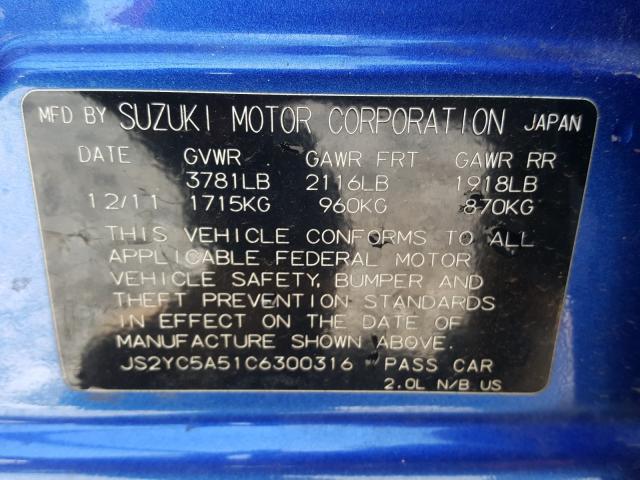 MFD BY SUZUKI MOTOR CORPORATION JAPAN
DATE GVWR GAWR FRT GAWR RR
3781LB 2116LB 1918LB
12/11 1715KG 960KG 870KG
THIS VEHICLE CONFORMS TO ALL
APPLICABLE FEDERAL MOTOR
VEHICLE SAFETY, BUMPER AND
THEFT PREVENTION STANDARDS
IN EFFECT ON THE DATE OF
MANUFACTURE SHOWN ABOVE.
JS2YC5A51C6300316 PASS CAR
2.0L N/B US